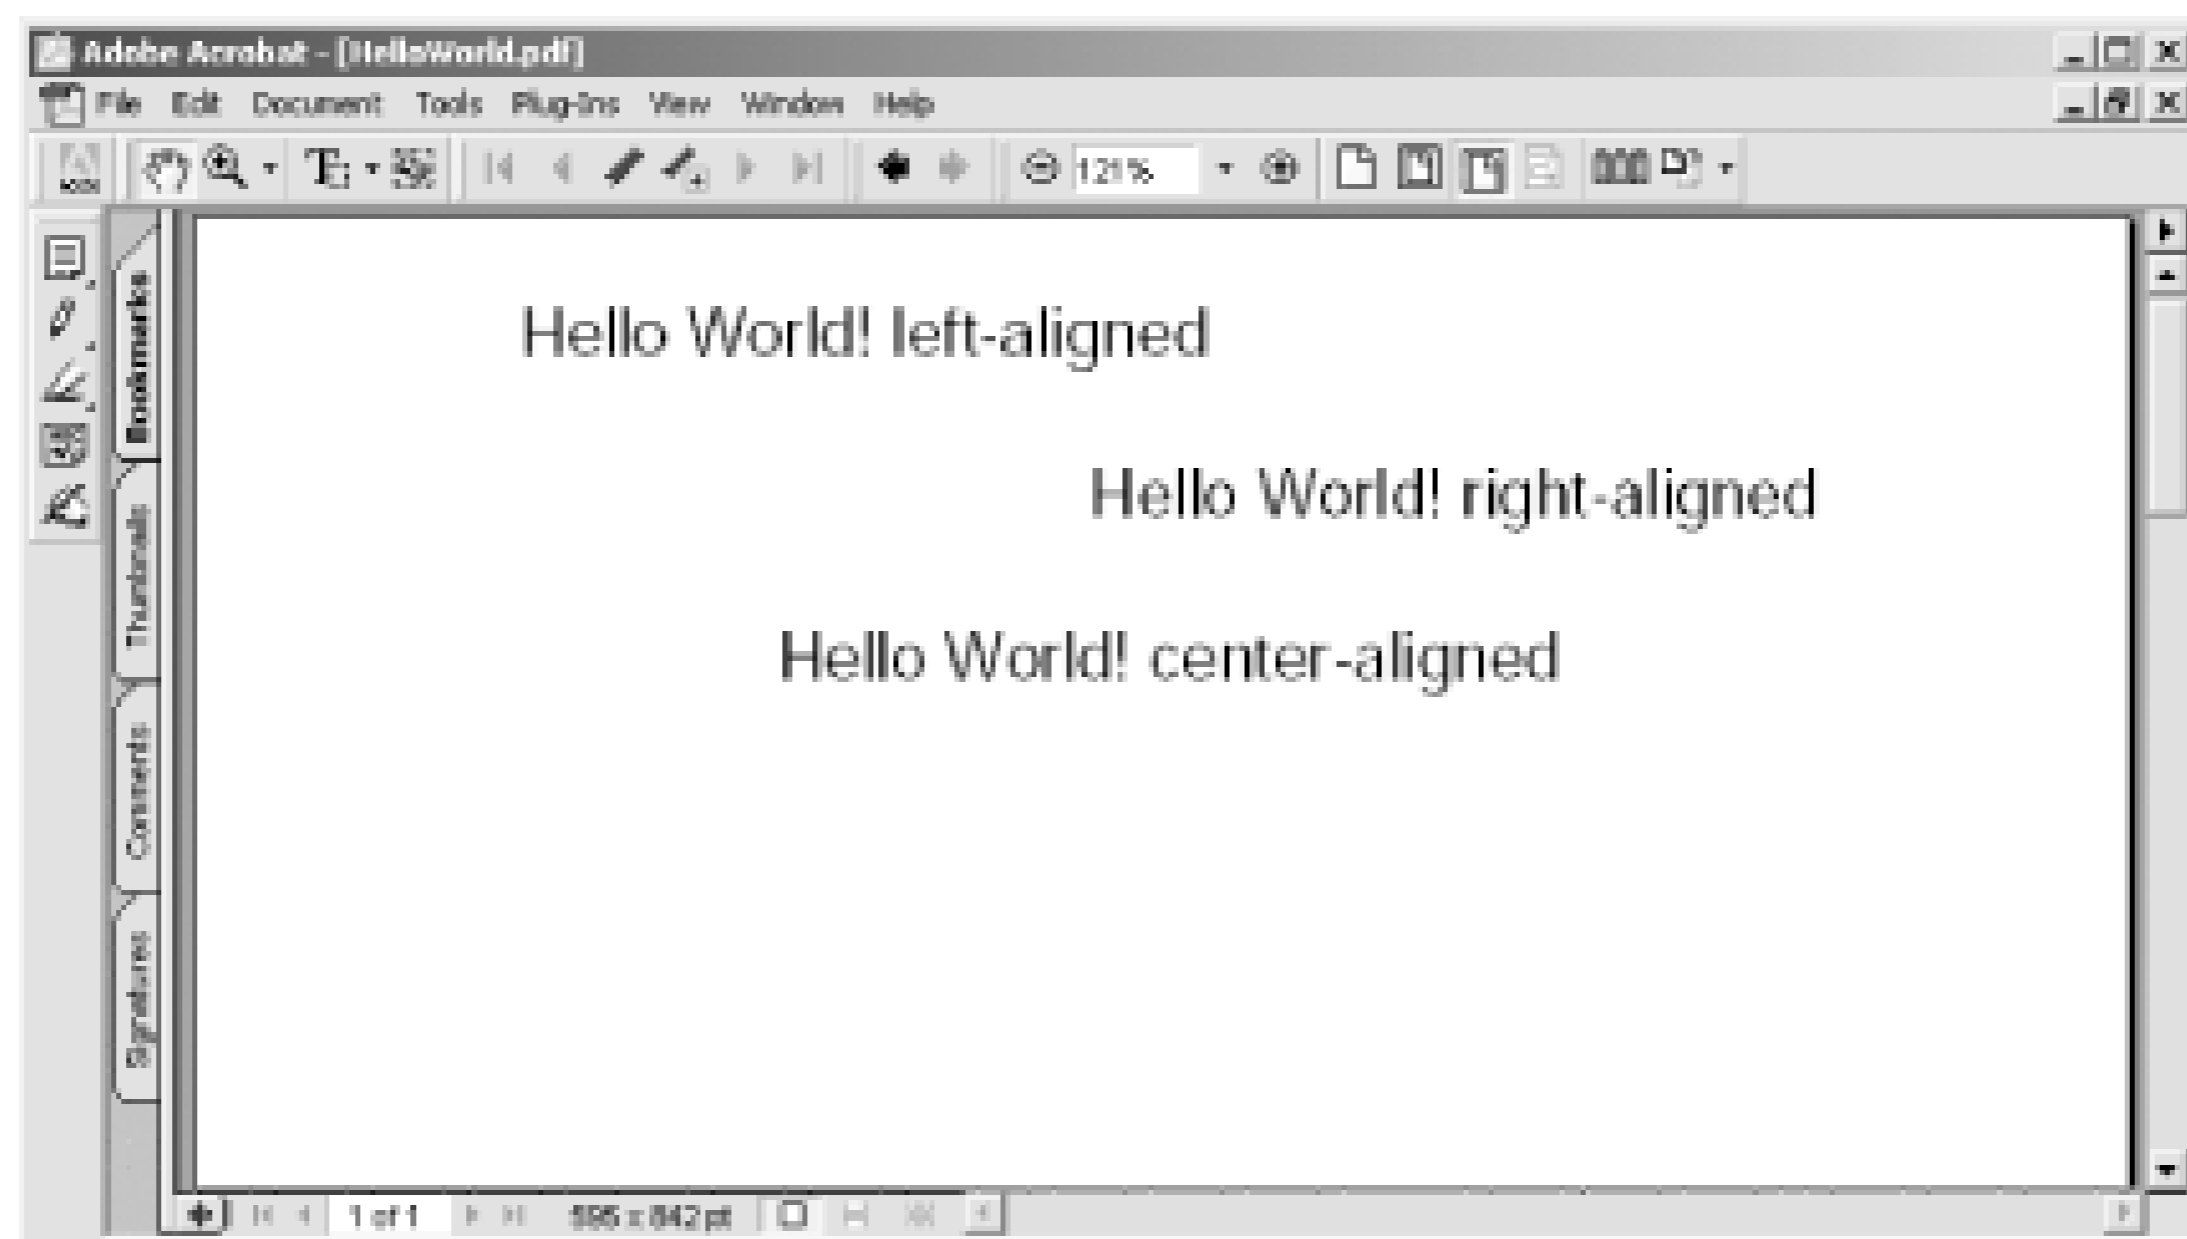 Adobe Acrobat - [HelloWorld.pdf]
File Edit Document Tools Plug-Ins View Window Help
121%
Bookmarks
Thumbnails
Comments
Signatures
Hello World! left-aligned
Hello World! right-aligned
Hello World! center-aligned
1 of 1 595 x 842 pt